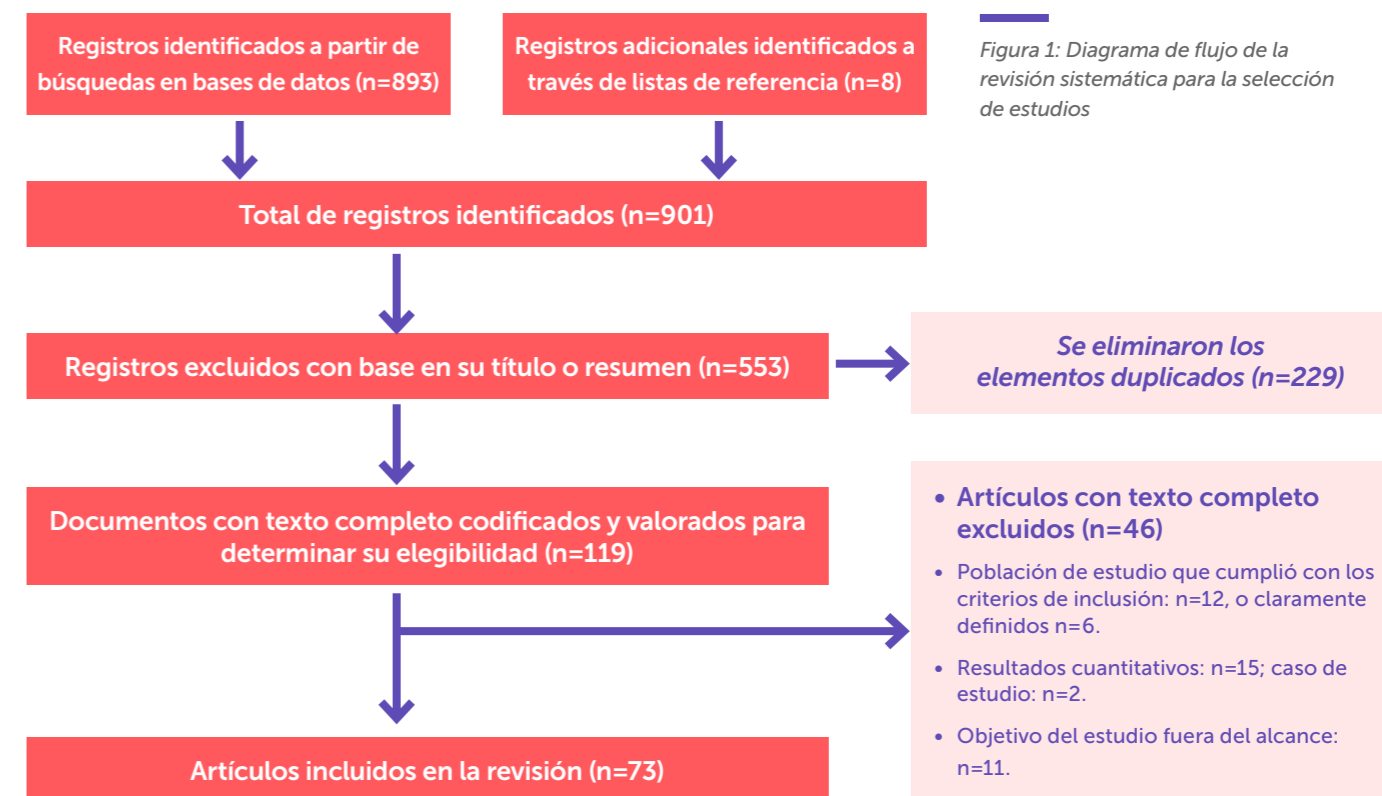 Registros identificados a partir de
búsquedas en bases de datos (n=893)
Registros adicionales identificados a
través de listas de referencia (n=8)
Figura 1: Diagrama de flujo de la
revisión sistemática para la selección
de estudios
Total de registros identificados (n=901)
Registros excluidos con base en su título o resumen (n=553)
Se eliminaron los
elementos duplicados (n=229)
Documentos con texto completo codificados y valorados para
determinar su elegibilidad (n=119)
• Artículos con texto completo
excluidos (n=46)
• Población de estudio que cumplió con los
criterios de inclusión: n=12, o claramente
definidos n=6.
• Resultados cuantitativos: n=15; caso de
estudio: n=2.
• Objetivo del estudio fuera del alcance:
n=11.
Artículos incluidos en la revisión (n=73)